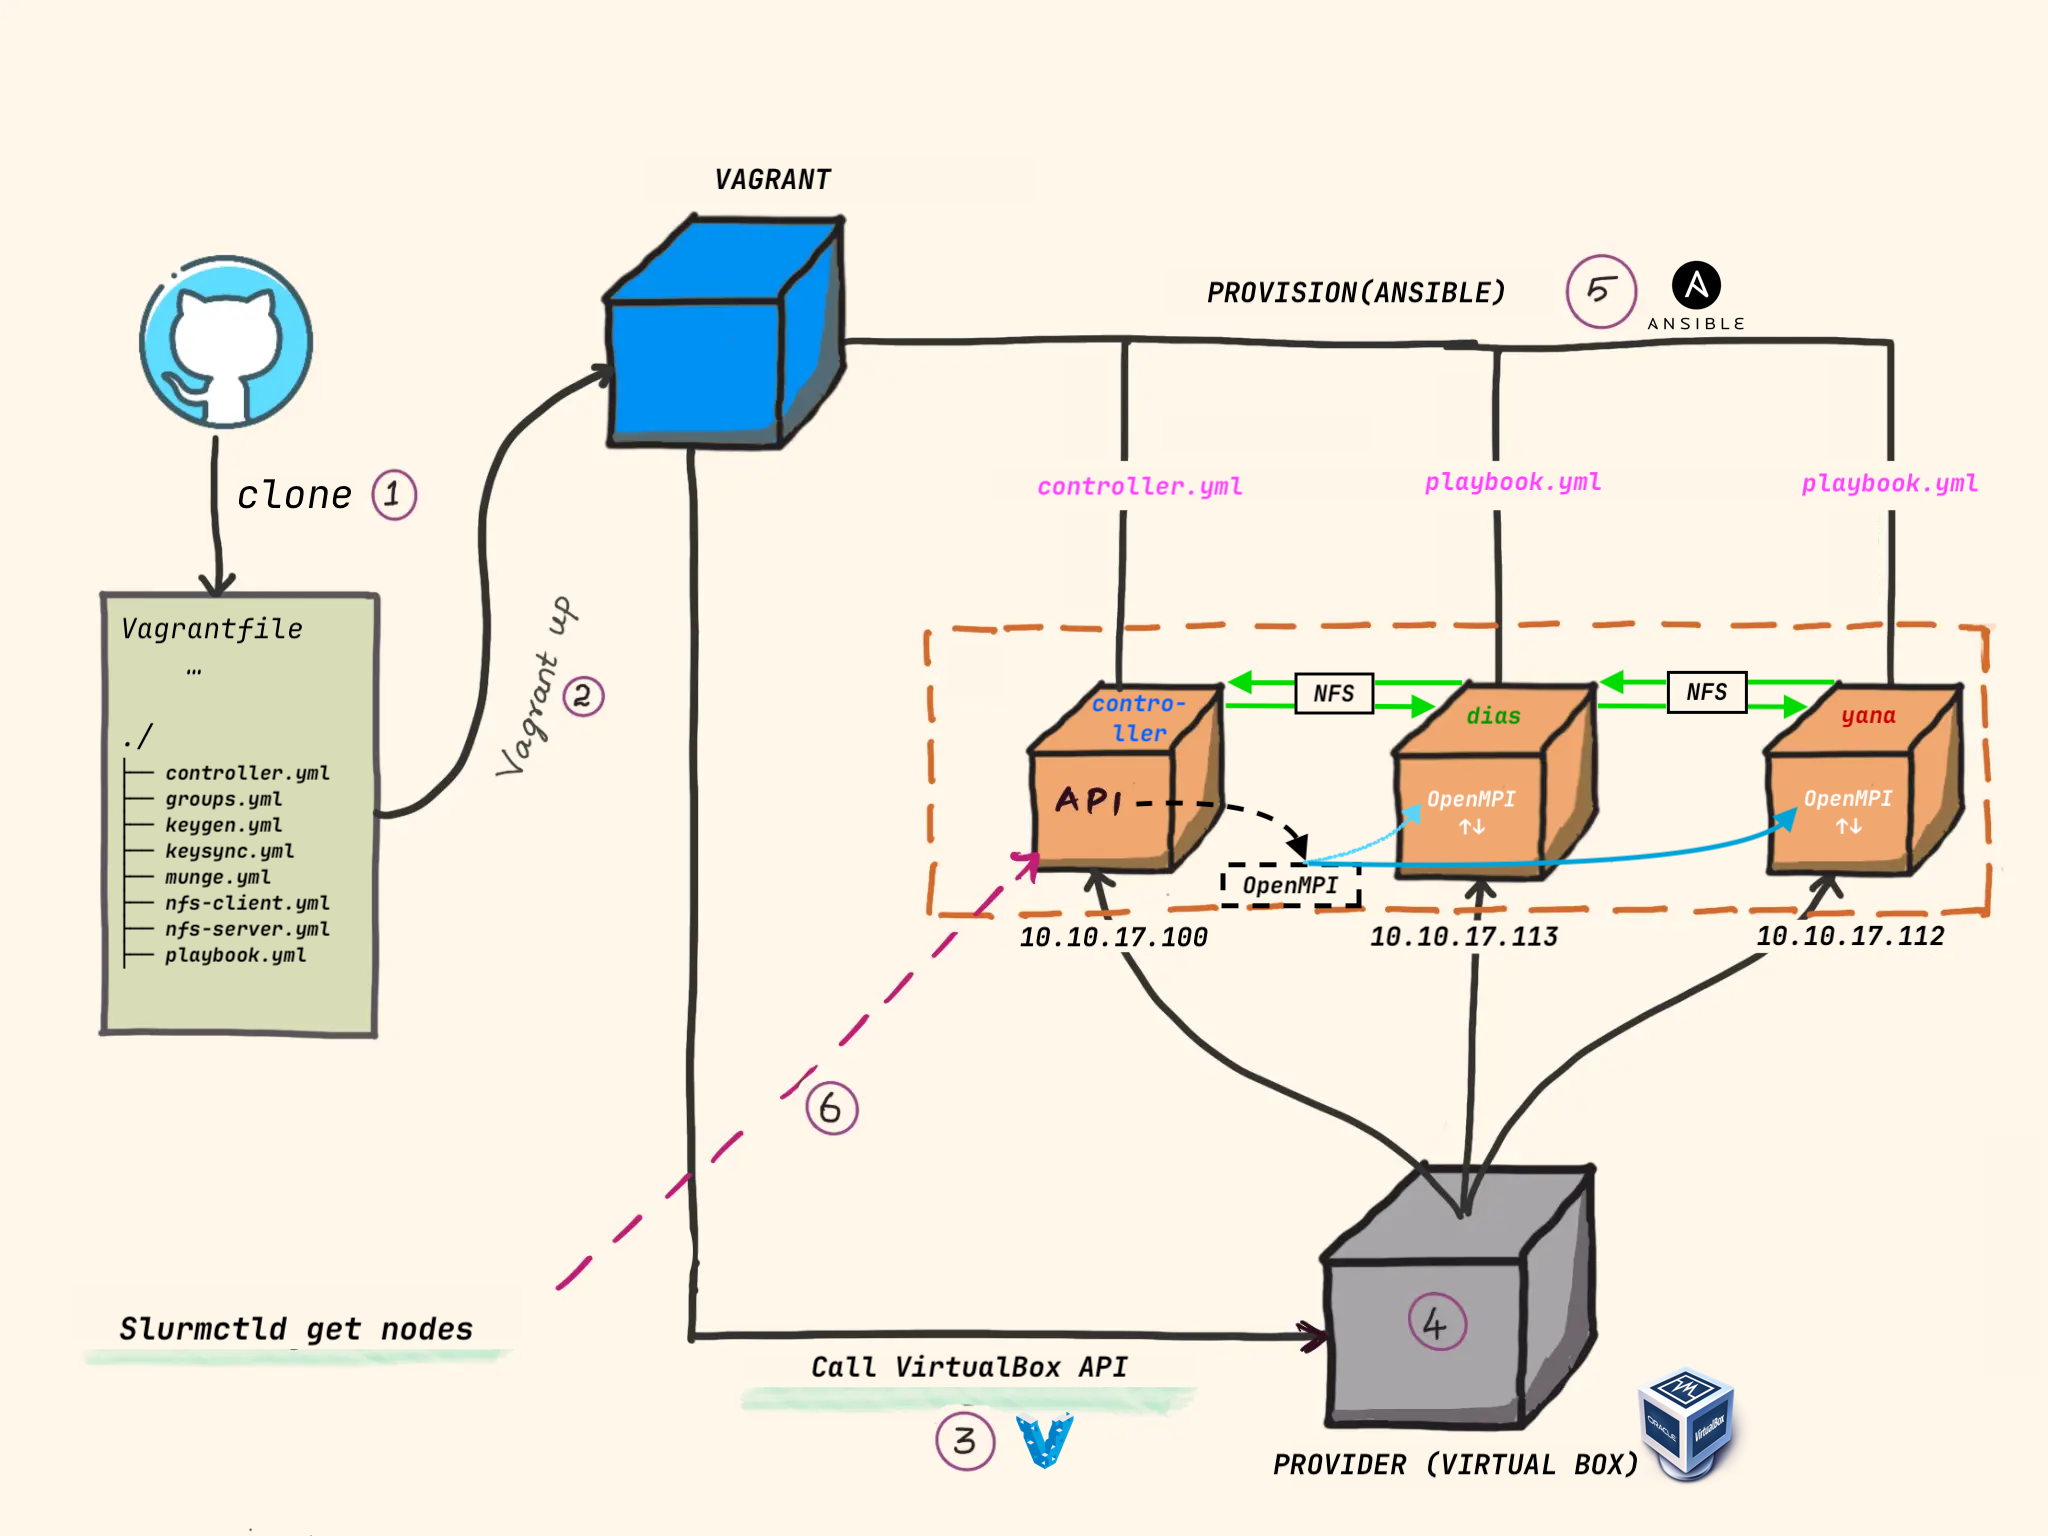 VAGRANT
PROVISION(ANSIBLE)
5
A
ANSIBLE
clone 1
controller.yml
playbook.yml
playbook.yml
Vagrantfile
…
./
├── controller.yml
├── groups.yml
├── keygen.yml
├── keysync.yml
├── munge.yml
├── nfs-client.yml
├── nfs-server.yml
├── playbook.yml
Vagrant up
2
contro-
ller
NFS
dias
NFS
yana
API
OpenMPI
↑↓
OpenMPI
↑↓
OpenMPI
10.10.17.100
10.10.17.113
10.10.17.112
6
Slurmctld get nodes
Call VirtualBox API
3
4
PROVIDER (VIRTUAL BOX)
ORACLE
VirtualBox